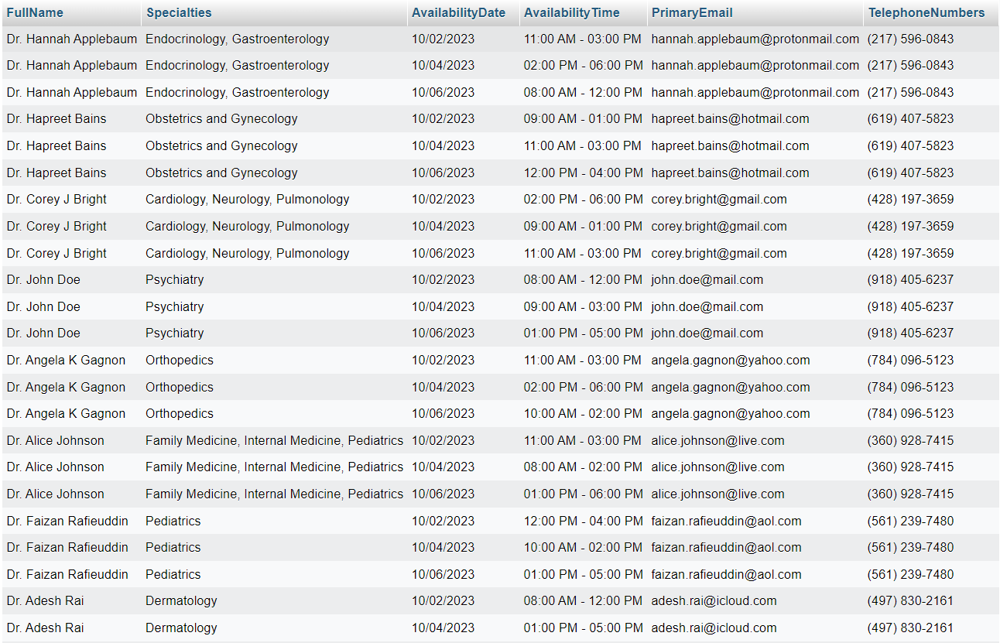 FullName Specialties AvailabilityDate AvailabilityTime PrimaryEmail TelephoneNumbers
Dr. Hannah Applebaum Endocrinology, Gastroenterology 10/02/2023 11:00 AM - 03:00 PM hannah.applebaum@protonmail.com (217) 596-0843
Dr. Hannah Applebaum Endocrinology, Gastroenterology 10/04/2023 02:00 PM - 06:00 PM hannah.applebaum@protonmail.com (217) 596-0843
Dr. Hannah Applebaum Endocrinology, Gastroenterology 10/06/2023 08:00 AM - 12:00 PM hannah.applebaum@protonmail.com (217) 596-0843
Dr. Hapreet Bains Obstetrics and Gynecology 10/02/2023 09:00 AM - 01:00 PM hapreet.bains@hotmail.com (619) 407-5823
Dr. Hapreet Bains Obstetrics and Gynecology 10/04/2023 11:00 AM - 03:00 PM hapreet.bains@hotmail.com (619) 407-5823
Dr. Hapreet Bains Obstetrics and Gynecology 10/06/2023 12:00 PM - 04:00 PM hapreet.bains@hotmail.com (619) 407-5823
Dr. Corey J Bright Cardiology, Neurology, Pulmonology 10/02/2023 02:00 PM - 06:00 PM corey.bright@gmail.com (428) 197-3659
Dr. Corey J Bright Cardiology, Neurology, Pulmonology 10/04/2023 09:00 AM - 01:00 PM corey.bright@gmail.com (428) 197-3659
Dr. Corey J Bright Cardiology, Neurology, Pulmonology 10/06/2023 11:00 AM - 03:00 PM corey.bright@gmail.com (428) 197-3659
Dr. John Doe Psychiatry 10/02/2023 08:00 AM - 12:00 PM john.doe@mail.com (918) 405-6237
Dr. John Doe Psychiatry 10/04/2023 09:00 AM - 03:00 PM john.doe@mail.com (918) 405-6237
Dr. John Doe Psychiatry 10/06/2023 01:00 PM - 05:00 PM john.doe@mail.com (918) 405-6237
Dr. Angela K Gagnon Orthopedics 10/02/2023 11:00 AM - 03:00 PM angela.gagnon@yahoo.com (784) 096-5123
Dr. Angela K Gagnon Orthopedics 10/04/2023 02:00 PM - 06:00 PM angela.gagnon@yahoo.com (784) 096-5123
Dr. Angela K Gagnon Orthopedics 10/06/2023 10:00 AM - 02:00 PM angela.gagnon@yahoo.com (784) 096-5123
Dr. Alice Johnson Family Medicine, Internal Medicine, Pediatrics 10/02/2023 11:00 AM - 03:00 PM alice.johnson@live.com (360) 928-7415
Dr. Alice Johnson Family Medicine, Internal Medicine, Pediatrics 10/04/2023 08:00 AM - 02:00 PM alice.johnson@live.com (360) 928-7415
Dr. Alice Johnson Family Medicine, Internal Medicine, Pediatrics 10/06/2023 01:00 PM - 06:00 PM alice.johnson@live.com (360) 928-7415
Dr. Faizan Rafieuddin Pediatrics 10/02/2023 12:00 PM - 04:00 PM faizan.rafieuddin@aol.com (561) 239-7480
Dr. Faizan Rafieuddin Pediatrics 10/04/2023 10:00 AM - 02:00 PM faizan.rafieuddin@aol.com (561) 239-7480
Dr. Faizan Rafieuddin Pediatrics 10/06/2023 01:00 PM - 05:00 PM faizan.rafieuddin@aol.com (561) 239-7480
Dr. Adesh Rai Dermatology 10/02/2023 08:00 AM - 12:00 PM adesh.rai@icloud.com (497) 830-2161
Dr. Adesh Rai Dermatology 10/04/2023 01:00 PM - 05:00 PM adesh.rai@icloud.com (497) 830-2161